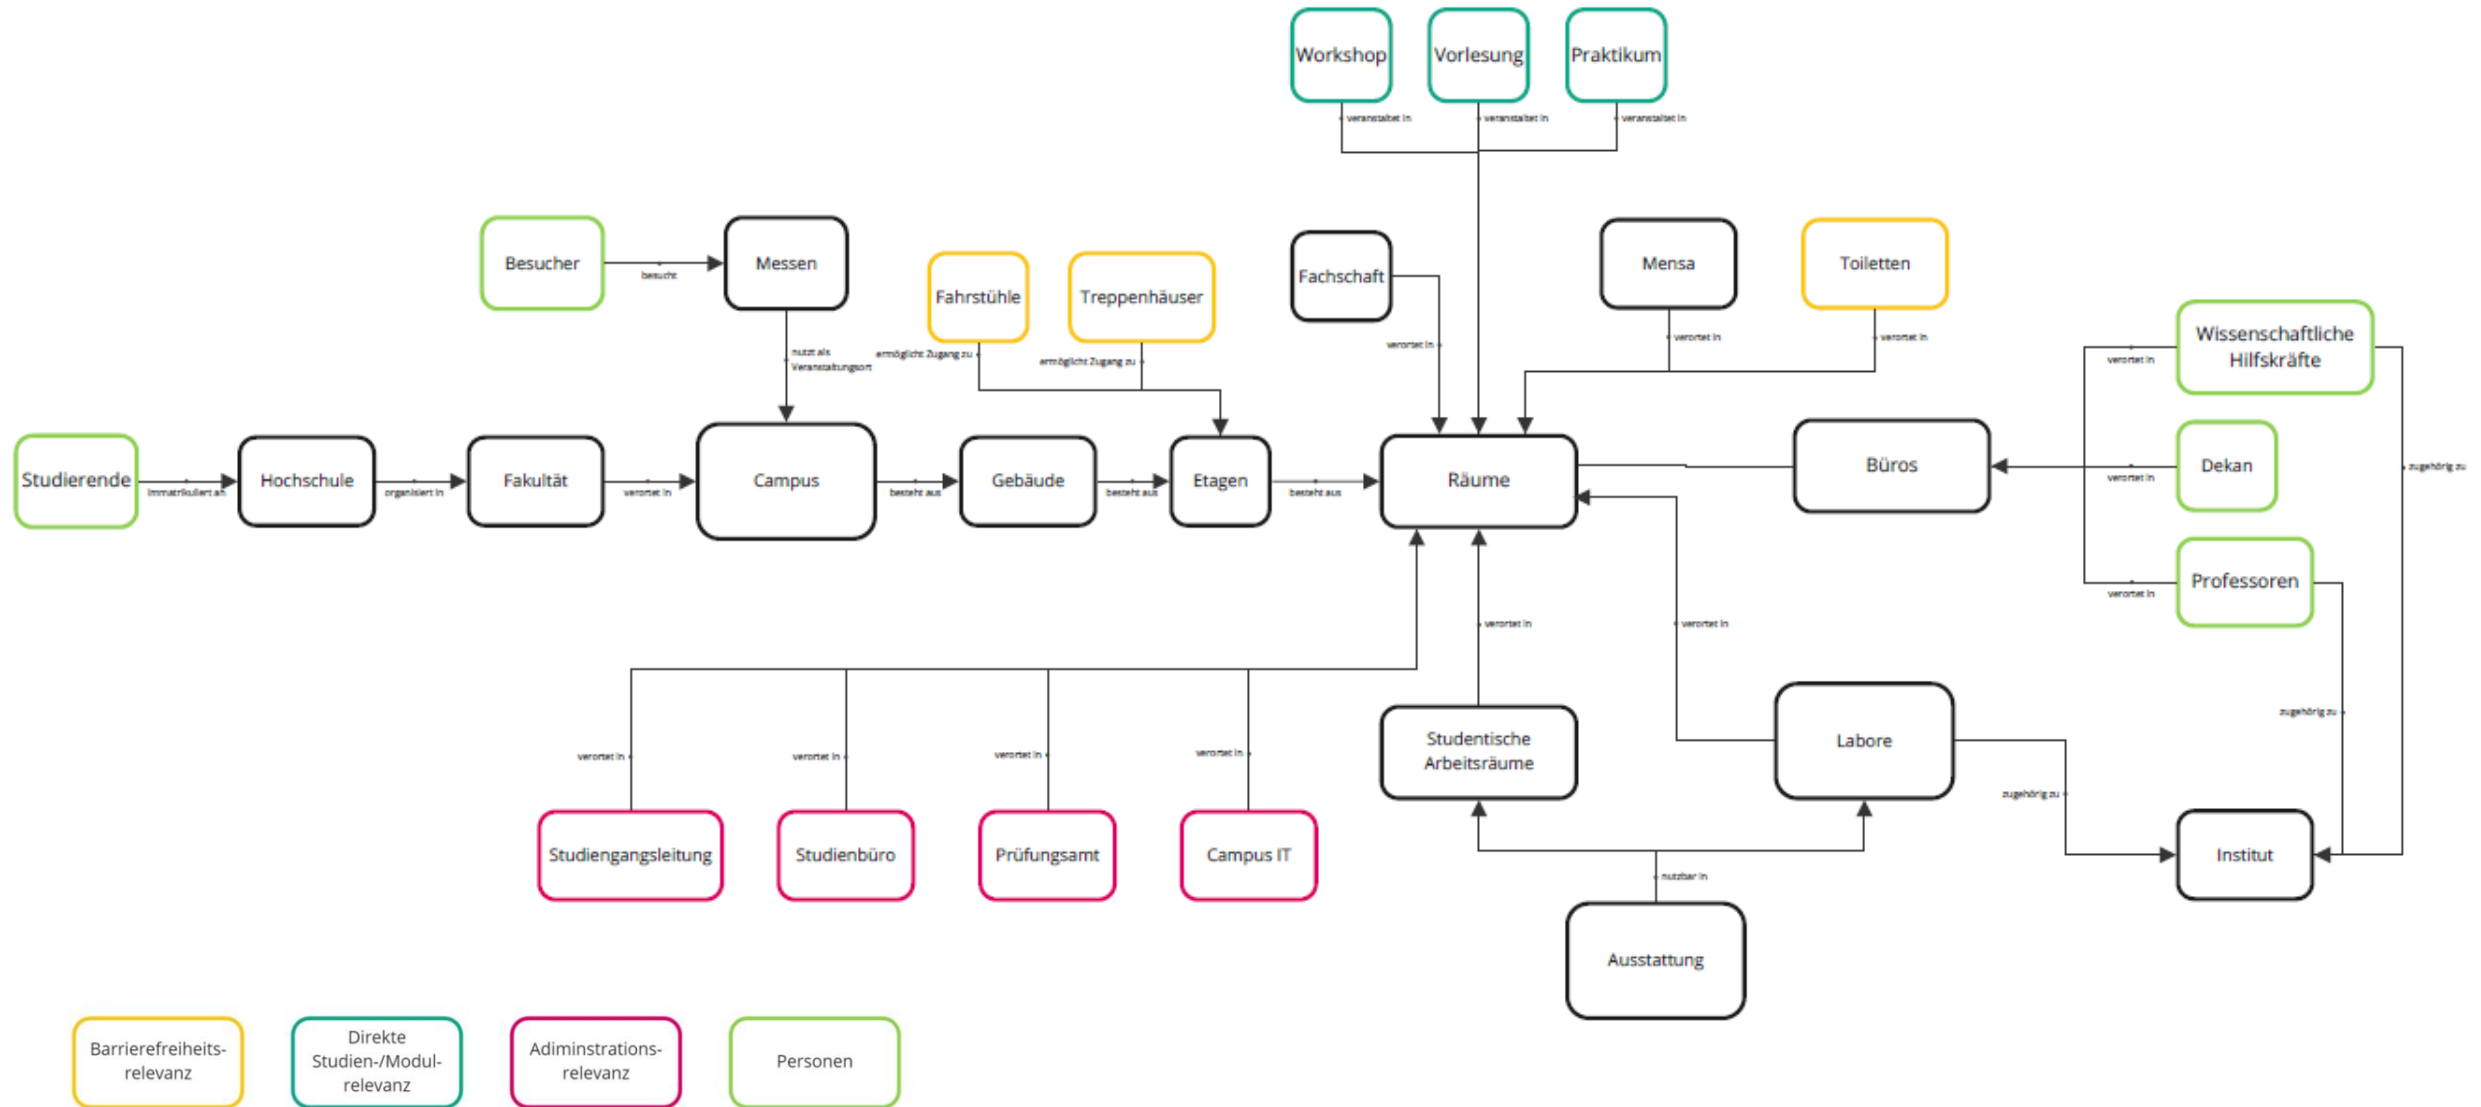 Workshop
Vorlesung
Praktikum
veranstaltet in
veranstaltet in
veranstaltet in
Besucher
besucht
Messen
nutzt als
Veranstaltungsort
Fahrstühle
Treppenhäuser
ermöglicht Zugang zu
ermöglicht Zugang zu
Fachschaft
verortet in
Mensa
Toiletten
verortet in
verortet in
Wissenschaftliche
Hilfskräfte
verortet in
Studierende
immatrikuliert an
Hochschule
organisiert in
Fakultät
verortet in
Campus
besteht aus
Gebäude
besteht aus
Etagen
besteht aus
Räume
Büros
verortet in
Dekan
zugehörig zu
verortet in
Professoren
verortet in
verortet in
zugehörig zu
verortet in
verortet in
verortet in
verortet in
Studentische
Arbeitsräume
Labore
zugehörig zu
Studiengangsleitung
Studienbüro
Prüfungsamt
Campus IT
nutzbar in
Institut
Ausstattung
Barrierefreiheits-
relevanz
Direkte
Studien-/Modul-
relevanz
Adiminstrations-
relevanz
Personen